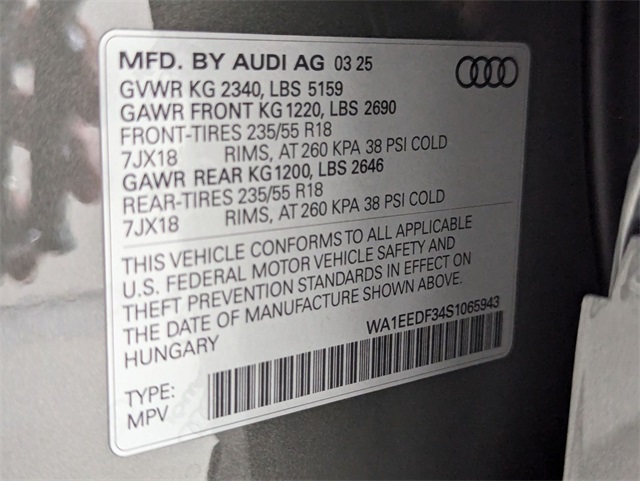 MFD. BY AUDI AG 03 25
GVWR KG 2340, LBS 5159
GAWR FRONT KG 1220, LBS 2690
FRONT-TIRES 235/55 R18
7JX18 RIMS, AT 260 KPA 38 PSI COLD
GAWR REAR KG 1200, LBS 2646
REAR-TIRES 235/55 R18
7JX18 RIMS, AT 260 KPA 38 PSI COLD
THIS VEHICLE CONFORMS TO ALL APPLICABLE
U.S. FEDERAL MOTOR VEHICLE SAFETY AND
THEFT PREVENTION STANDARDS IN EFFECT ON
THE DATE OF MANUFACTURE SHOWN ABOVE.
HUNGARY
WA1EEDF34S1065943
TYPE:
MPV